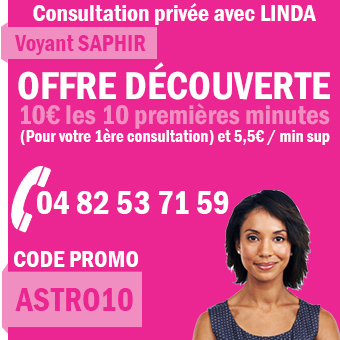 Consultation privée avec LINDA
Voyant SAPHIR
OFFRE DÉCOUVERTE
10€ les 10 premières minutes
(Pour votre 1ère consultation) et 5,5€ / min sup
04 82 53 71 59
CODE PROMO
ASTRO10